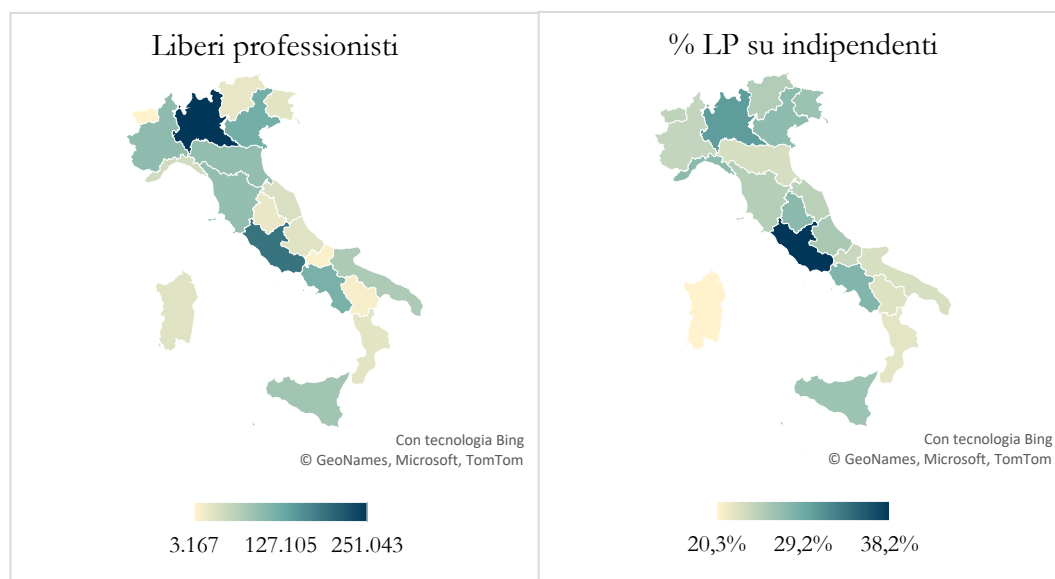 Liberi professionisti
Con tecnologia Bing
© GeoNames, Microsoft, TomTom
3.167 127.105 251.043
% LP su indipendenti
Con tecnologia Bing
© GeoNames, Microsoft, TomTom
20,3% 29,2% 38,2%